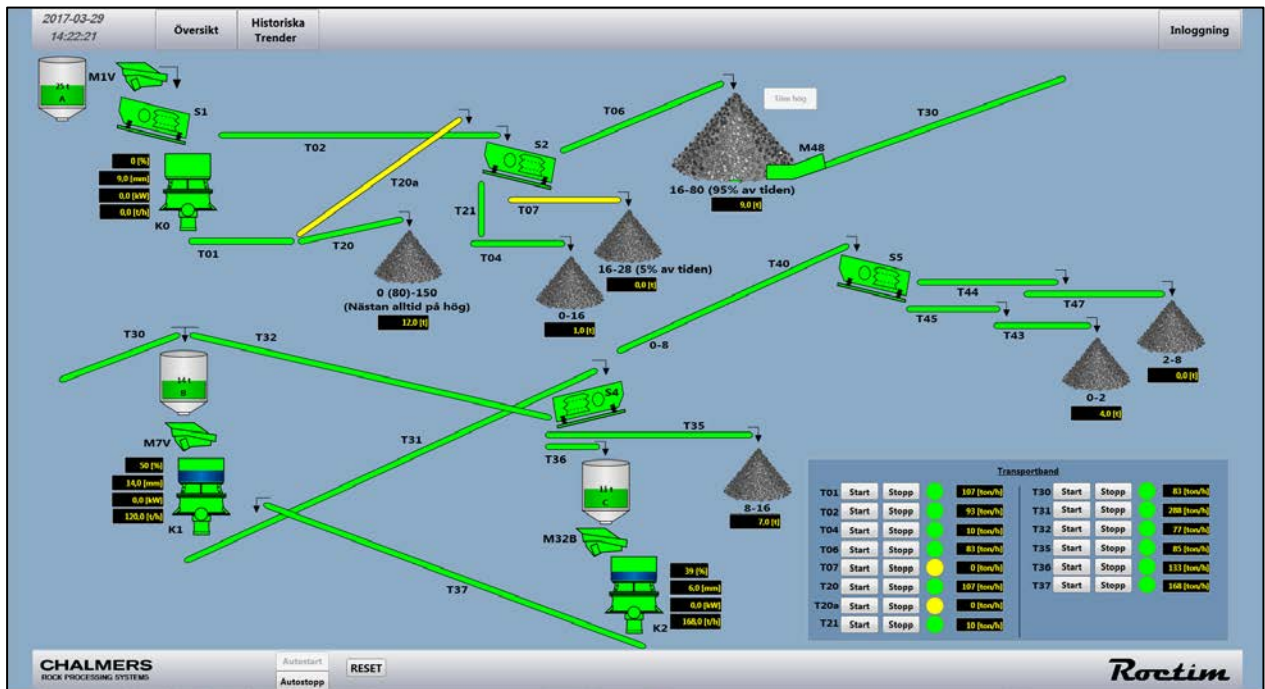 2017-03-29
14:22:21
Översikt
Historiska
Trender
Inloggning
25 t
A
M1V
S1
T02
T20a
T06
S2
Töm hög
T30
M48
0 [%]
9,0 [mm]
0,0 [kW]
0,0 [t/h]
K0
T01
T20
T21
T07
T04
16-80 (95% av tiden)
9,0 [t]
16-28 (5% av tiden)
0,0 [t]
0 (80)-150
(Nästan alltid på hög)
12,0 [t]
0-16
1,0 [t]
T40
S5
T44
T47
T45
T43
2-8
0,0 [t]
0-2
4,0 [t]
T30
T32
0-8
14 t
B
S4
M7V
T31
T35
T36
50 [%]
14,0 [mm]
0,0 [kW]
120,0 [t/h]
K1
11 t
C
8-16
7,0 [t]
M32B
T37
39 [%]
6,0 [mm]
0,0 [kW]
168,0 [t/h]
K2
Transportband
T01 Start Stopp 107 [ton/h] T30 Start Stopp 83 [ton/h]
T02 Start Stopp 93 [ton/h] T31 Start Stopp 288 [ton/h]
T04 Start Stopp 10 [ton/h] T32 Start Stopp 77 [ton/h]
T06 Start Stopp 83 [ton/h] T35 Start Stopp 85 [ton/h]
T07 Start Stopp 0 [ton/h] T36 Start Stopp 133 [ton/h]
T20 Start Stopp 107 [ton/h] T37 Start Stopp 168 [ton/h]
T20a Start Stopp 0 [ton/h]
T21 Start Stopp 10 [ton/h]
CHALMERS
ROCK PROCESSING SYSTEMS
Autostart
Autostopp
RESET
Roctim